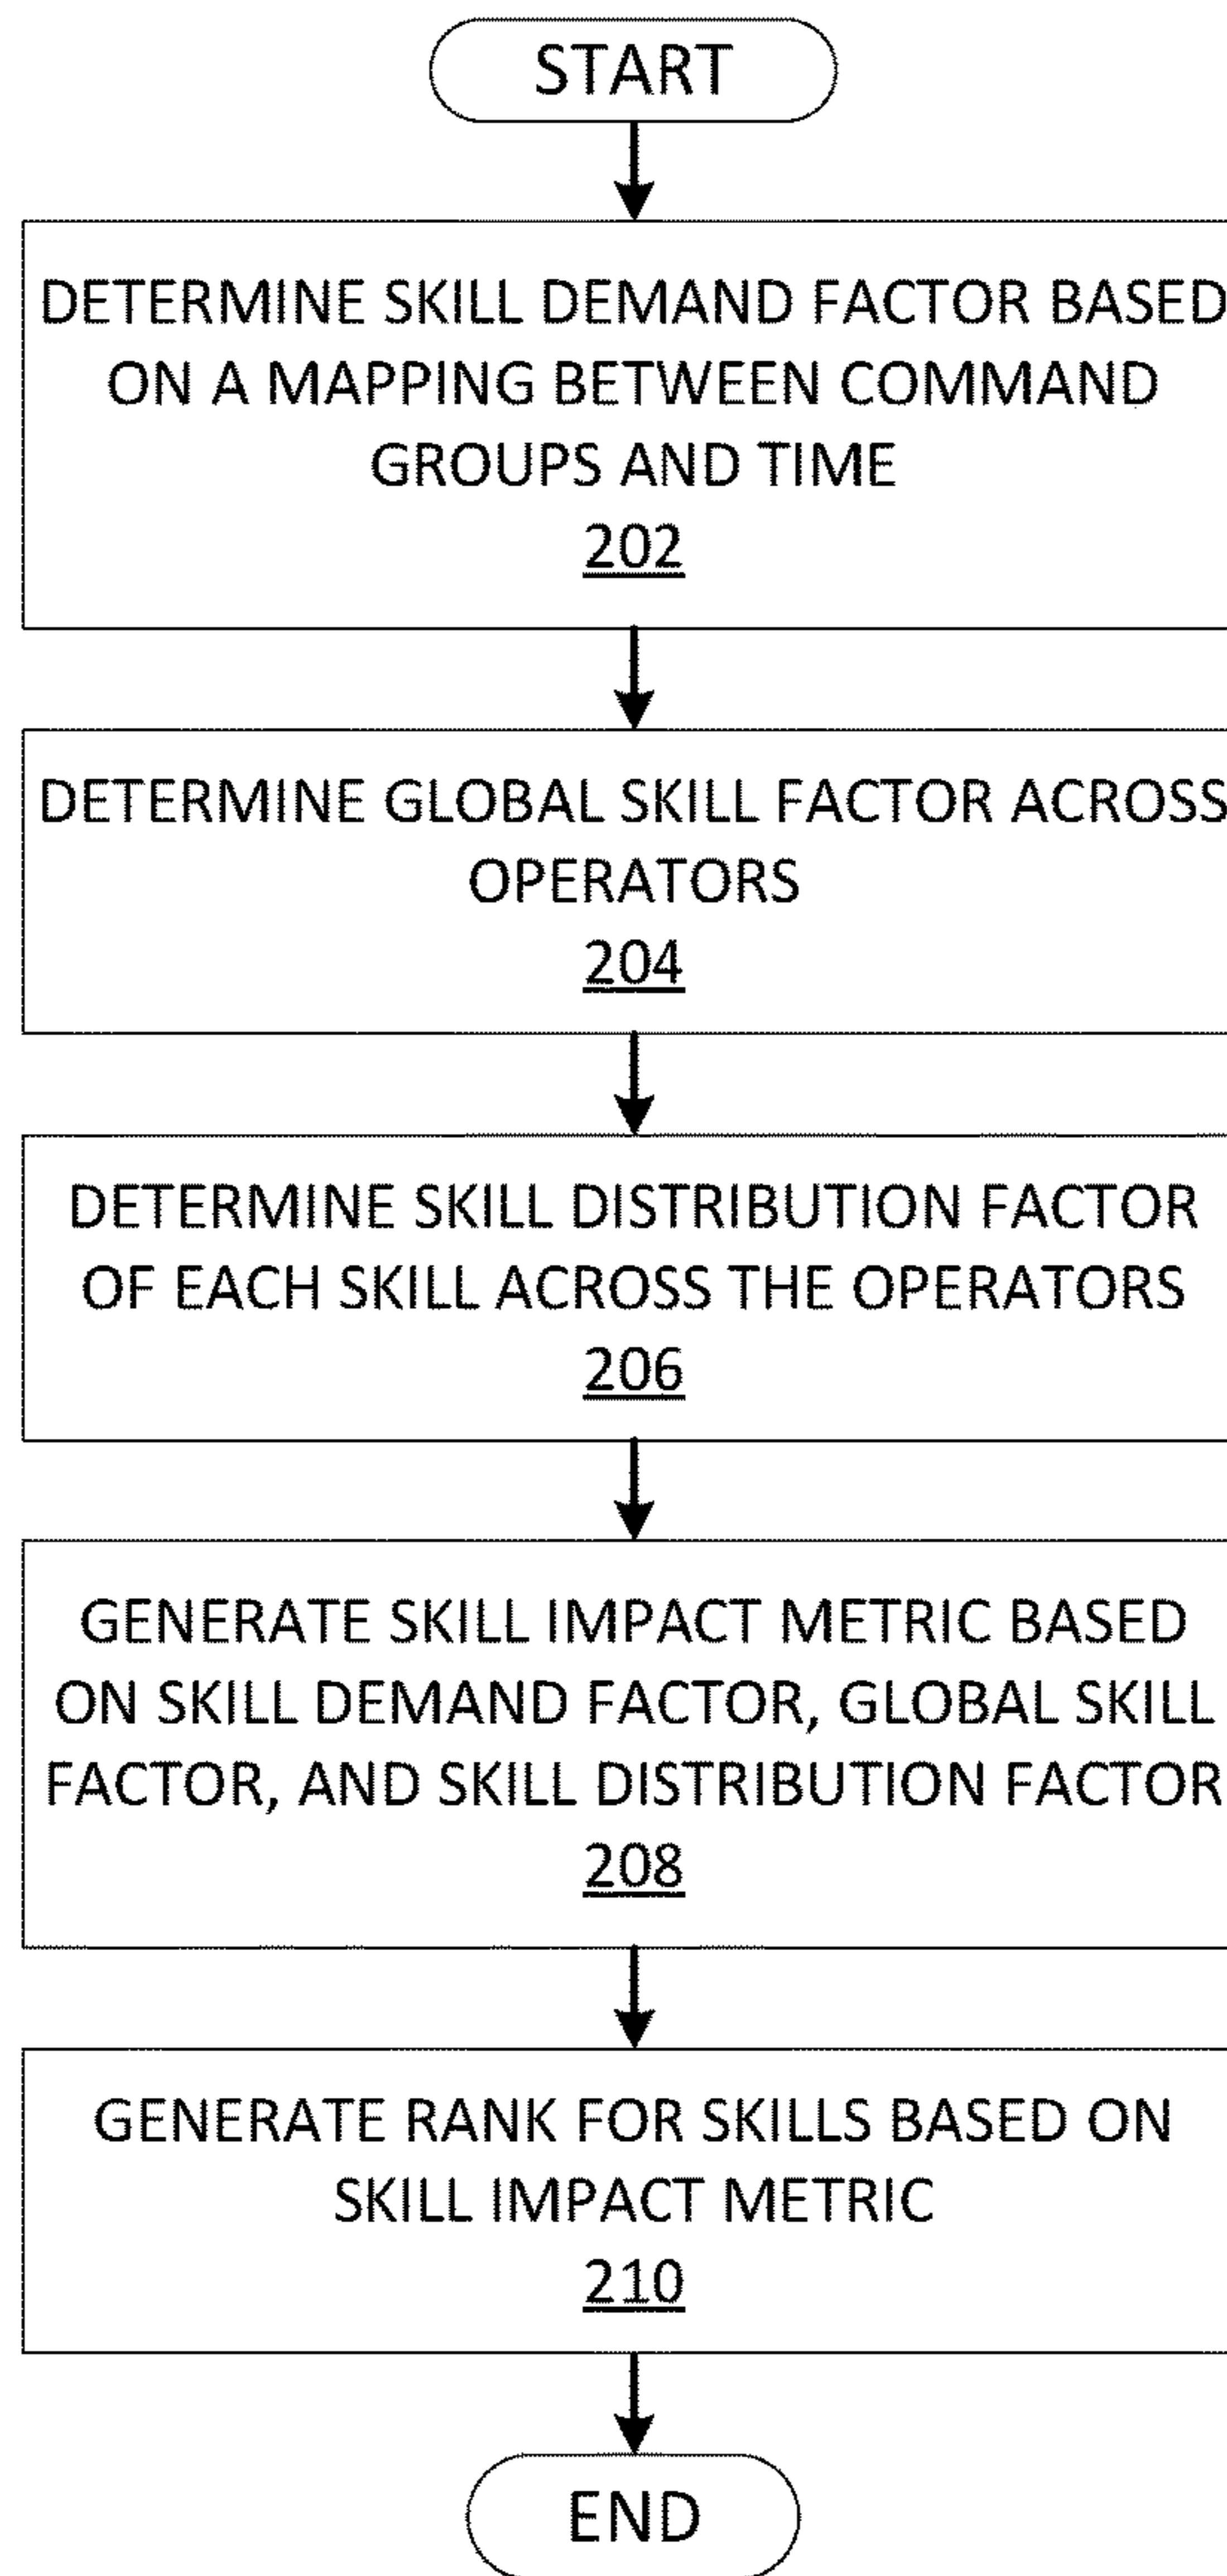 START
DETERMINE SKILL DEMAND FACTOR BASED
ON A MAPPING BETWEEN COMMAND
GROUPS AND TIME
202
DETERMINE GLOBAL SKILL FACTOR ACROSS
OPERATORS
204
DETERMINE SKILL DISTRIBUTION FACTOR
OF EACH SKILL ACROSS THE OPERATORS
206
GENERATE SKILL IMPACT METRIC BASED
ON SKILL DEMAND FACTOR, GLOBAL SKILL
FACTOR, AND SKILL DISTRIBUTION FACTOR
208
GENERATE RANK FOR SKILLS BASED ON
SKILL IMPACT METRIC
210
END